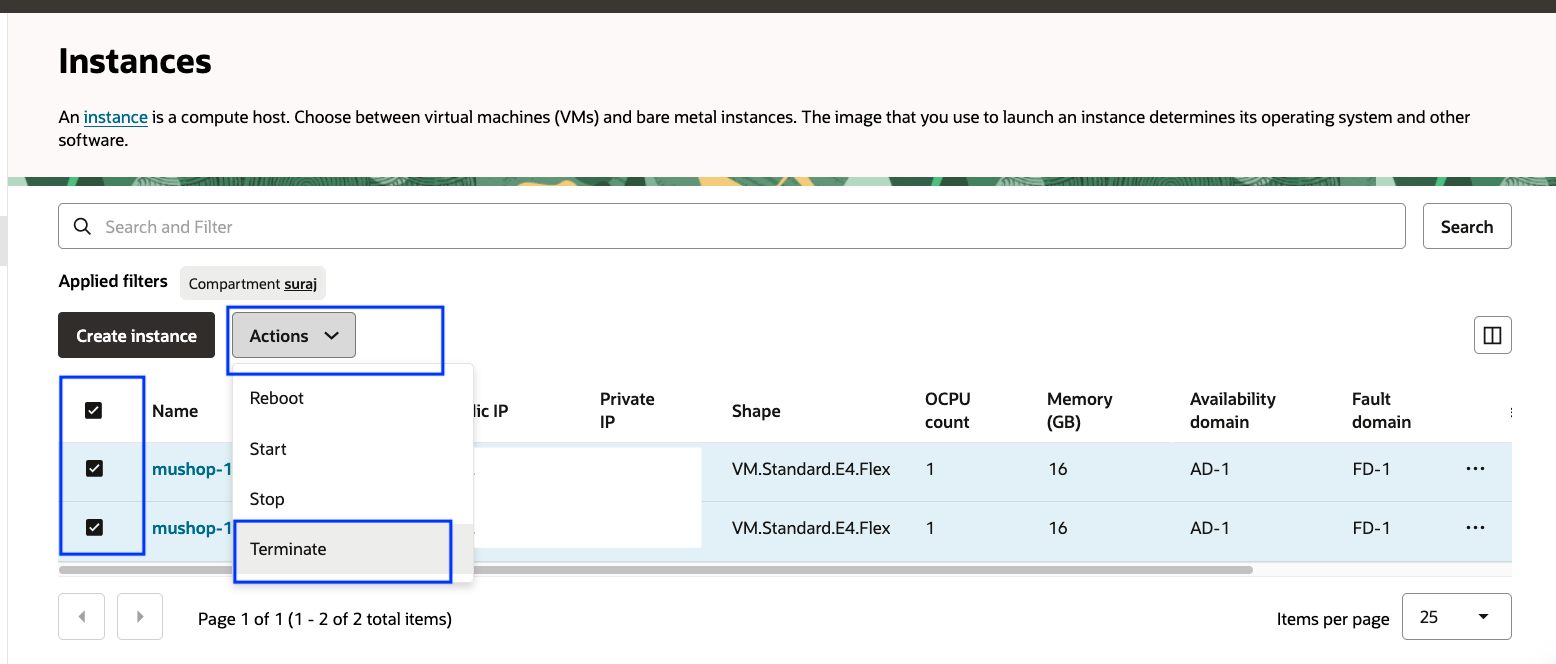 Instances
An instance is a compute host. Choose between virtual machines (VMs) and bare metal instances. The image that you use to launch an instance determines its operating system and other
software.
Search and Filter
Search
Applied filters
Compartment suraj
Create instance
Actions
Reboot
Start
Stop
Terminate
Name
lic IP
Private
IP
Shape
OCPU
count
Memory
(GB)
Availability
domain
Fault
domain
mushop-1
VM.Standard.E4.Flex
1
16
AD-1
FD-1
mushop-1
VM.Standard.E4.Flex
1
16
AD-1
FD-1
Page 1 of 1 (1 - 2 of 2 total items)
Items per page
25